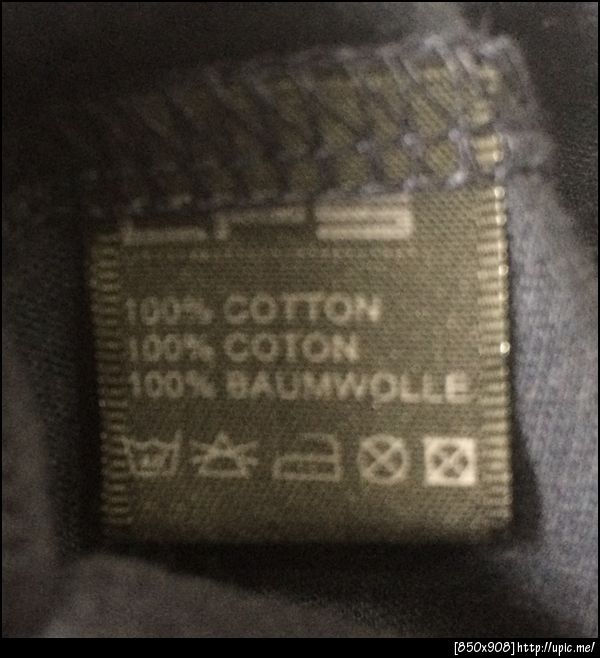 100% COTTON
100% COTON
100% BAUMWOLLE
[850x908] http://upic.me/